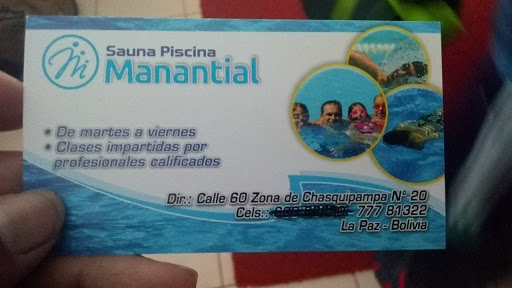 Sauna Piscina
Manantial
• De martes a viernes
• Clases impartidas por
profesionales calificados
Dir.: Calle 60 Zona de Chasquipampa Nº 20
Cels.: 777 81322
La Paz - Bolivia